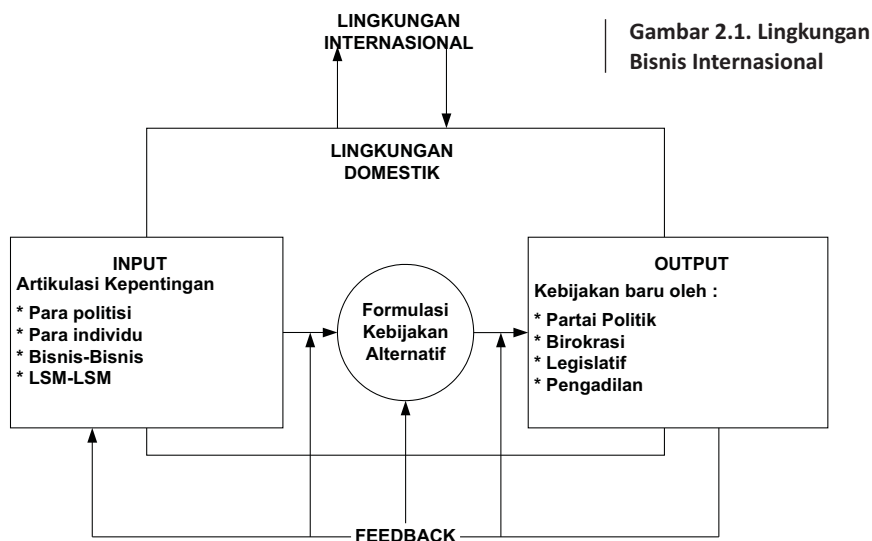 LINGKUNGAN
INTERNASIONAL
Gambar 2.1. Lingkungan
Bisnis Internasional
LINGKUNGAN
DOMESTIK
INPUT
Artikulasi Kepentingan
* Para politisi
* Para individu
* Bisnis-Bisnis
* LSM-LSM
Formulasi
Kebijakan
Alternatif
OUTPUT
Kebijakan baru oleh :
* Partai Politik
* Birokrasi
* Legislatif
* Pengadilan
FEEDBACK